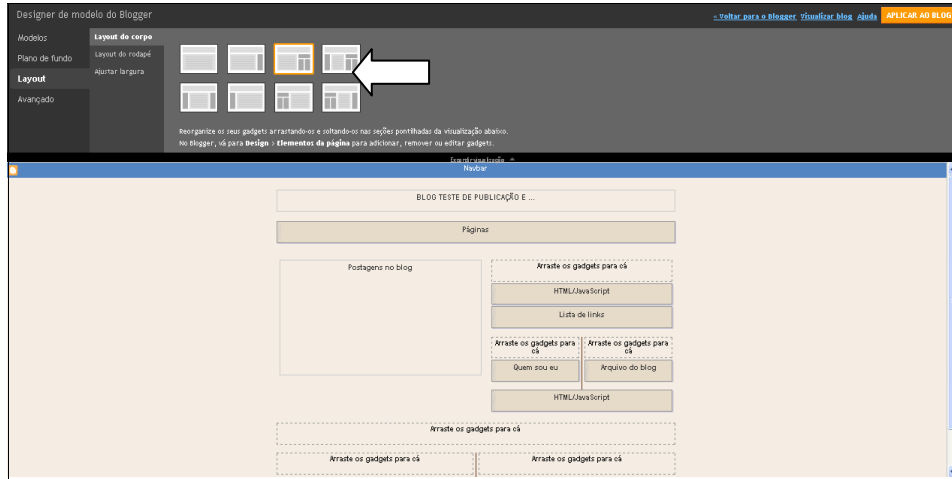 Designer de modelo do Blogger
« Voltar para o Blogger Visualizar blog Ajuda APLICAR AO BLOG
Modelos
Plano de fundo
Layout
Avançado
Layout do corpo
Layout do rodapé
Ajustar largura
Reorganize os seus gadgets arrastando-os e soltando-os nas seções pontilhadas da visualização abaixo.
No Blogger, vá para Design > Elementos da página para adicionar, remover ou editar gadgets.
Expandir visualização
Navbar
BLOG TESTE DE PUBLICAÇÃO E ...
Páginas
Postagens no blog
Arraste os gadgets para cá
HTML/JavaScript
Lista de links
Arraste os gadgets para cá
Arraste os gadgets para cá
Quem sou eu
Arquivo do blog
HTML/JavaScript
Arraste os gadgets para cá
Arraste os gadgets para cá
Arraste os gadgets para cá